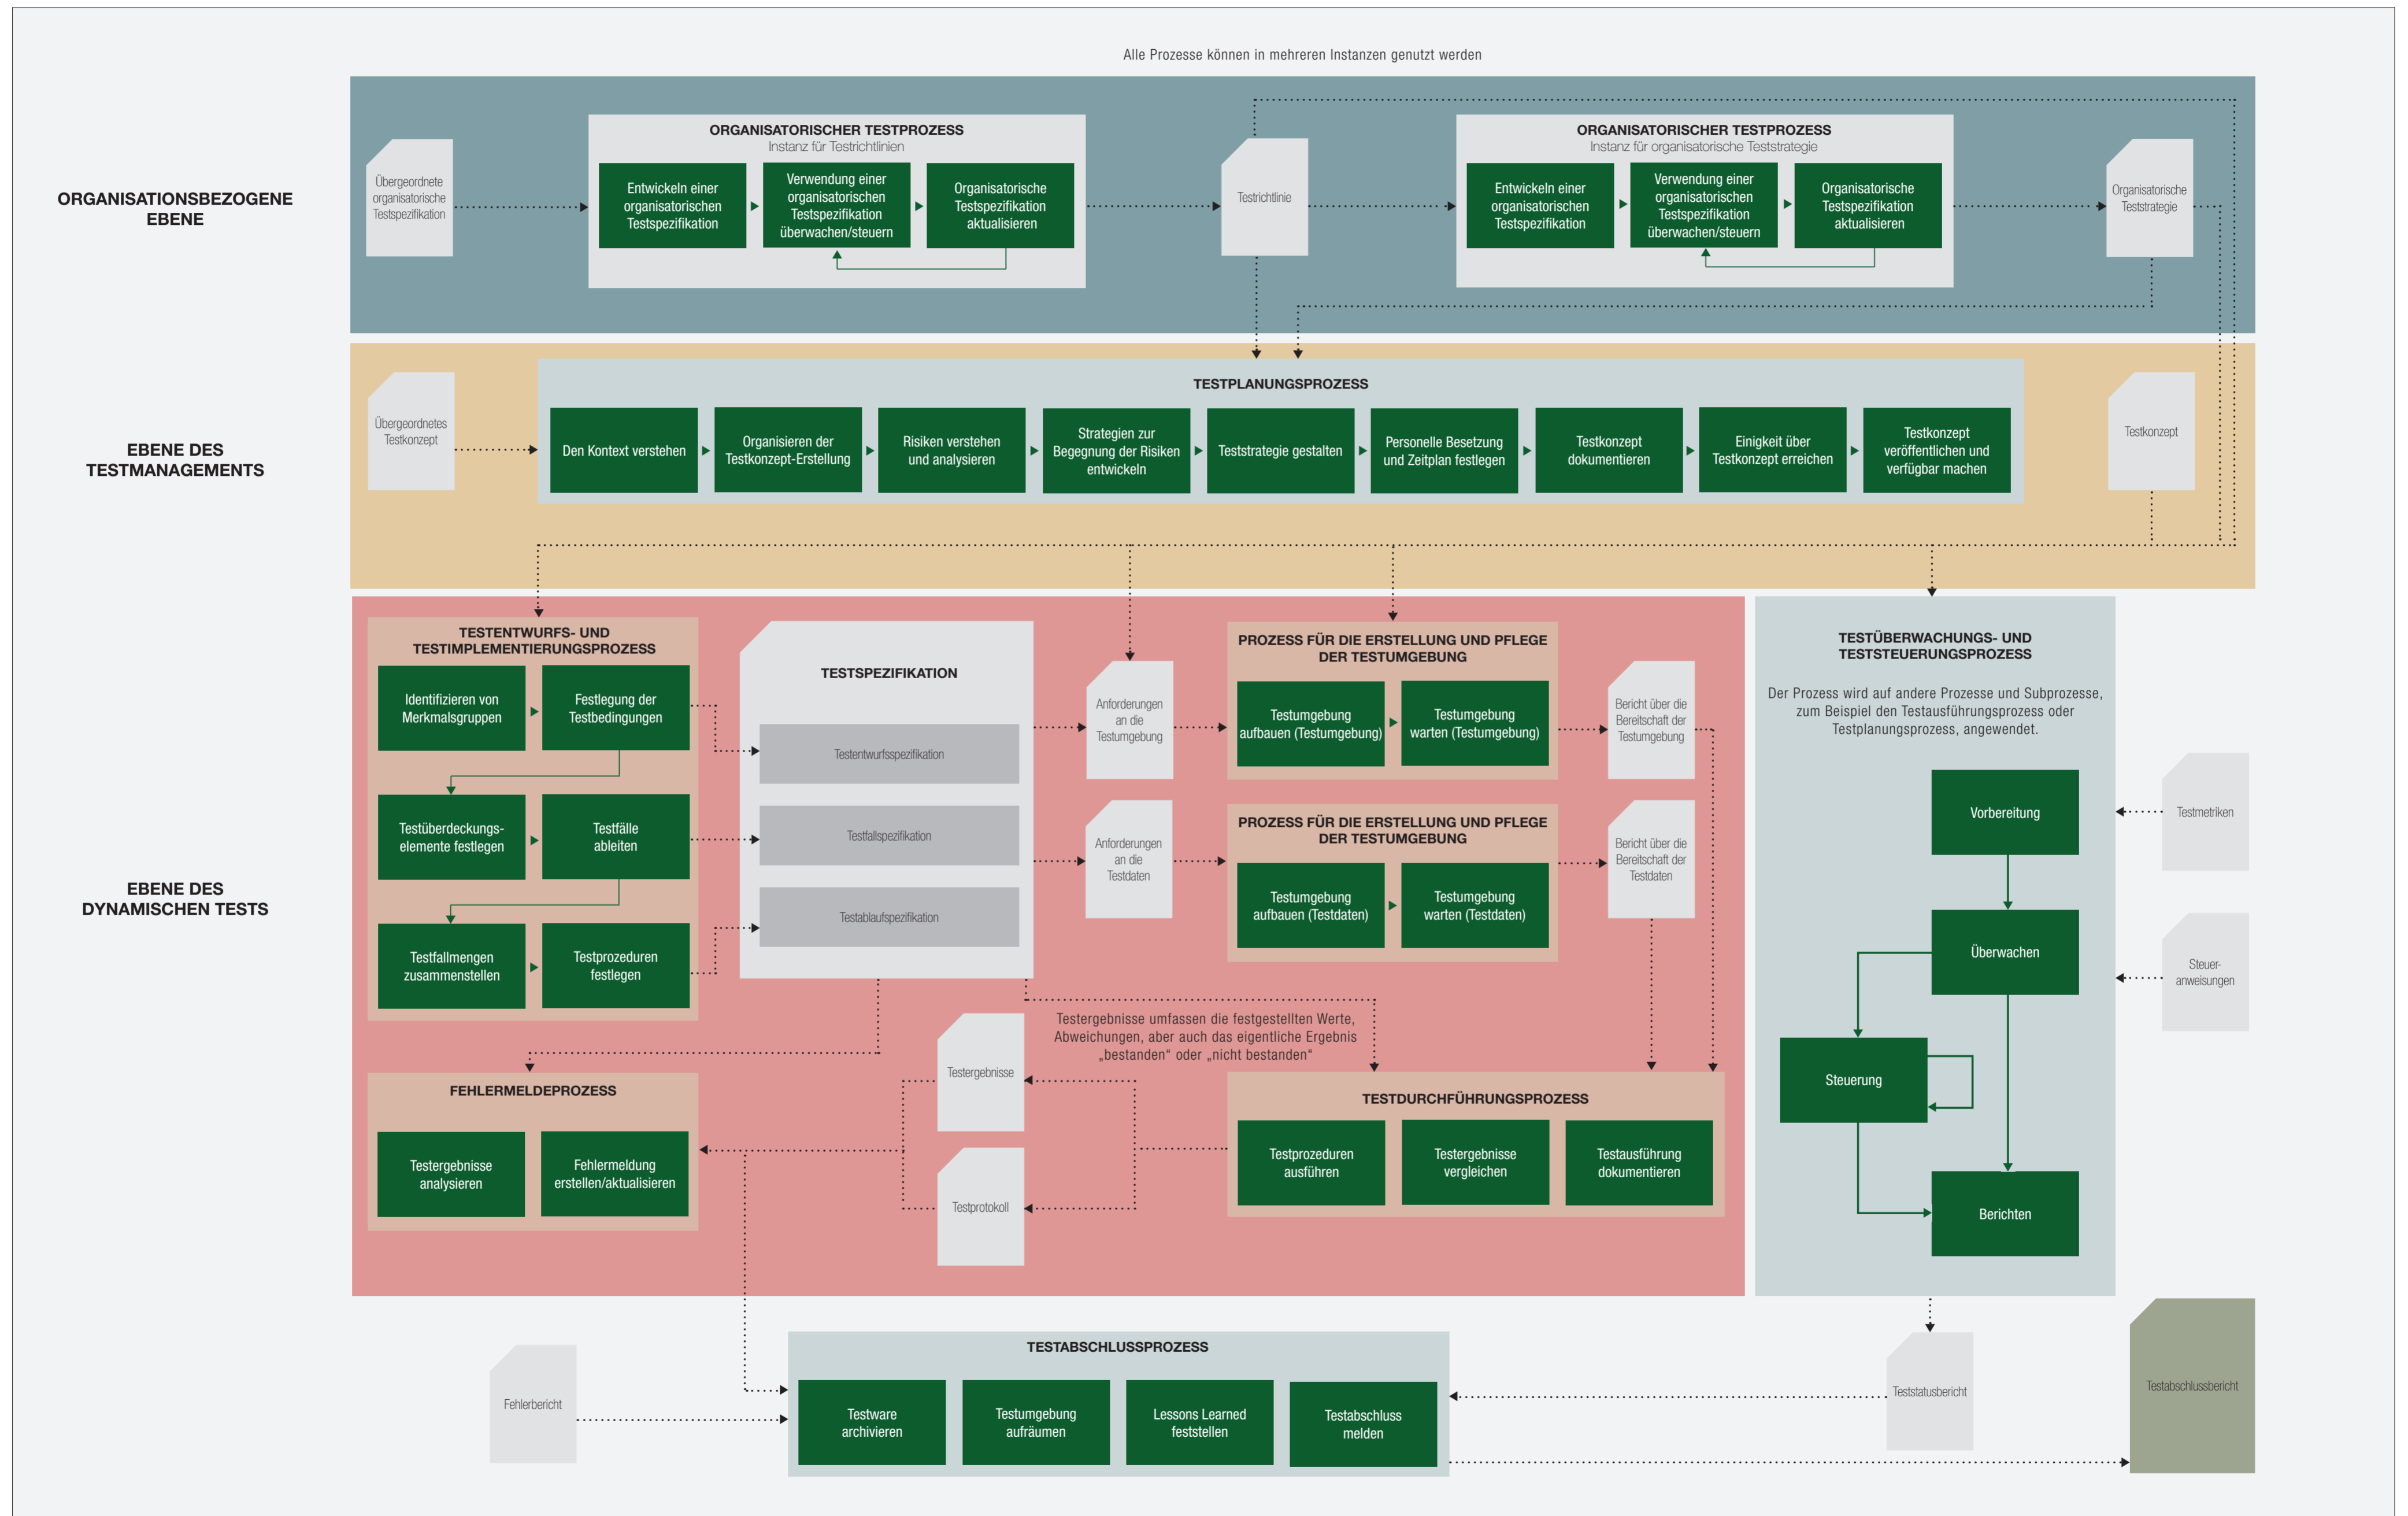 Alle Prozesse können in mehreren Instanzen genutzt werden
ORGANISATIONSBEZOGENE
EBENE
Übergeordnete
organisatorische
Testspezifikation
ORGANISATORISCHER TESTPROZESS
Instanz für Testrichtlinien
Entwickeln einer
organisatorischen
Testspezifikation
Verwendung einer
organisatorischen
Testspezifikation
überwachen/steuern
Organisatorische
Testspezifikation
aktualisieren
Testrichtlinie
ORGANISATORISCHER TESTPROZESS
Instanz für organisatorische Teststrategie
Entwickeln einer
organisatorischen
Testspezifikation
Verwendung einer
organisatorischen
Testspezifikation
überwachen/steuern
Organisatorische
Testspezifikation
aktualisieren
Organisatorische
Teststrategie
EBENE DES
TESTMANAGEMENTS
Übergeordnetes
Testkonzept
TESTPLANUNGSPROZESS
Den Kontext verstehen
Organisieren der
Testkonzept-Erstellung
Risiken verstehen
und analysieren
Strategien zur
Begegnung der Risiken
entwickeln
Teststrategie gestalten
Personelle Besetzung
und Zeitplan festlegen
Testkonzept
dokumentieren
Einigkeit über
Testkonzept erreichen
Testkonzept
veröffentlichen und
verfügbar machen
Testkonzept
EBENE DES
DYNAMISCHEN TESTS
TESTENTWURFS- UND
TESTIMPLEMENTIERUNGSPROZESS
Identifizieren von
Merkmalsgruppen
Festlegung der
Testbedingungen
Testüberdeckungs-
elemente festlegen
Testfälle
ableiten
Testfallmengen
zusammenstellen
Testprozeduren
festlegen
TESTSPEZIFIKATION
Testentwurfsspezifikation
Testfallspezifikation
Testablaufspezifikation
Anforderungen
an die
Testumgebung
Anforderungen
an die
Testdaten
PROZESS FÜR DIE ERSTELLUNG UND PFLEGE
DER TESTUMGEBUNG
Testumgebung
aufbauen (Testumgebung)
Testumgebung
warten (Testumgebung)
PROZESS FÜR DIE ERSTELLUNG UND PFLEGE
DER TESTUMGEBUNG
Testumgebung
aufbauen (Testdaten)
Testumgebung
warten (Testdaten)
Bericht über die
Bereitschaft der
Testumgebung
Bericht über die
Bereitschaft der
Testdaten
TESTÜBERWACHUNGS- UND
TESTSTEUERUNGSPROZESS
Der Prozess wird auf andere Prozesse und Subprozesse,
zum Beispiel den Testausführungsprozess oder
Testplanungsprozess, angewendet.
Vorbereitung
Überwachen
Steuerung
Berichten
Testmetriken
Steuer-
anweisungen
Testergebnisse umfassen die festgestellten Werte,
Abweichungen, aber auch das eigentliche Ergebnis
„bestanden“ oder „nicht bestanden“
FEHLERMELDEPROZESS
Testergebnisse
analysieren
Fehlermeldung
erstellen/aktualisieren
Testergebnisse
Testprotokoll
TESTDURCHFÜHRUNGSPROZESS
Testprozeduren
ausführen
Testergebnisse
vergleichen
Testausführung
dokumentieren
Fehlerbericht
TESTABSCHLUSSPROZESS
Testware
archivieren
Testumgebung
aufräumen
Lessons Learned
feststellen
Testabschluss
melden
Teststatusbericht
Testabschlussbericht